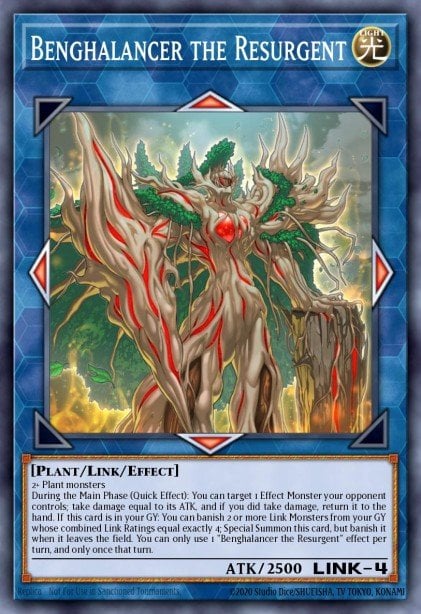 BENGHALANCER THE RESURGENT
LIGHT
光
[PLANT/LINK/EFFECT]
2+ Plant monsters
During the Main Phase (Quick Effect): You can target 1 Effect Monster your opponent
controls; take damage equal to its ATK, and if you did take damage, return it to
the hand. If this card is in your GY: You can banish 2 or more Link Monsters from your GY
whose combined Link Ratings equal exactly 4; Special Summon this card, but banish it
when it leaves the field. You can only use 1 "Benghalancer the Resurgent" effect per
turn, and only once that turn.
ATK/2500 LINK-4
Replica - Not For Use in Sanctioned Tornaments.
©2020 Studio Dice/SHUEISHA, TV TOKYO, KONAMI